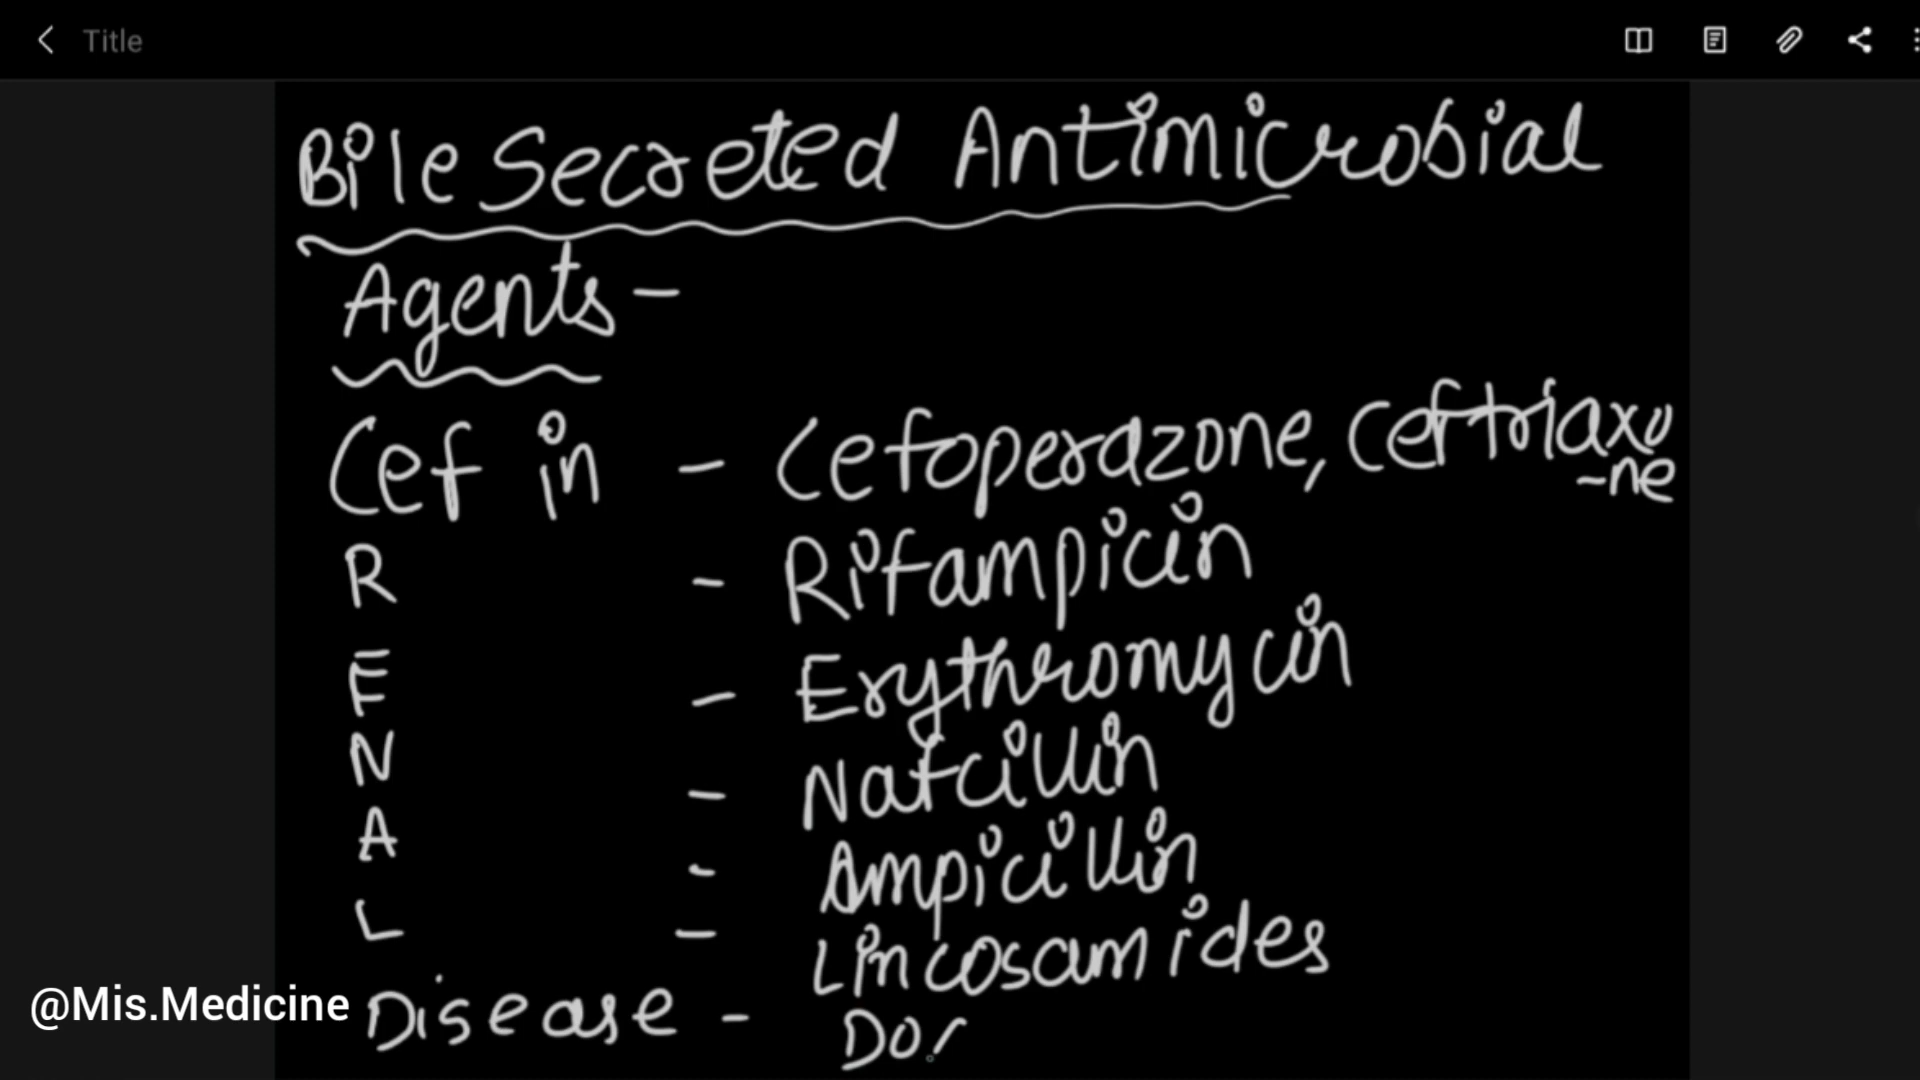 Title
Bile Secreted Antimicrobial
Agents -
Cef in - Cefoperazone, Ceftriaxo
-ne
R - Rifampicin
E - Erythromycin
N - Nafcillin
A - Ampicillin
L - Lincosamides
Disease - Do
@Mis.Medicine